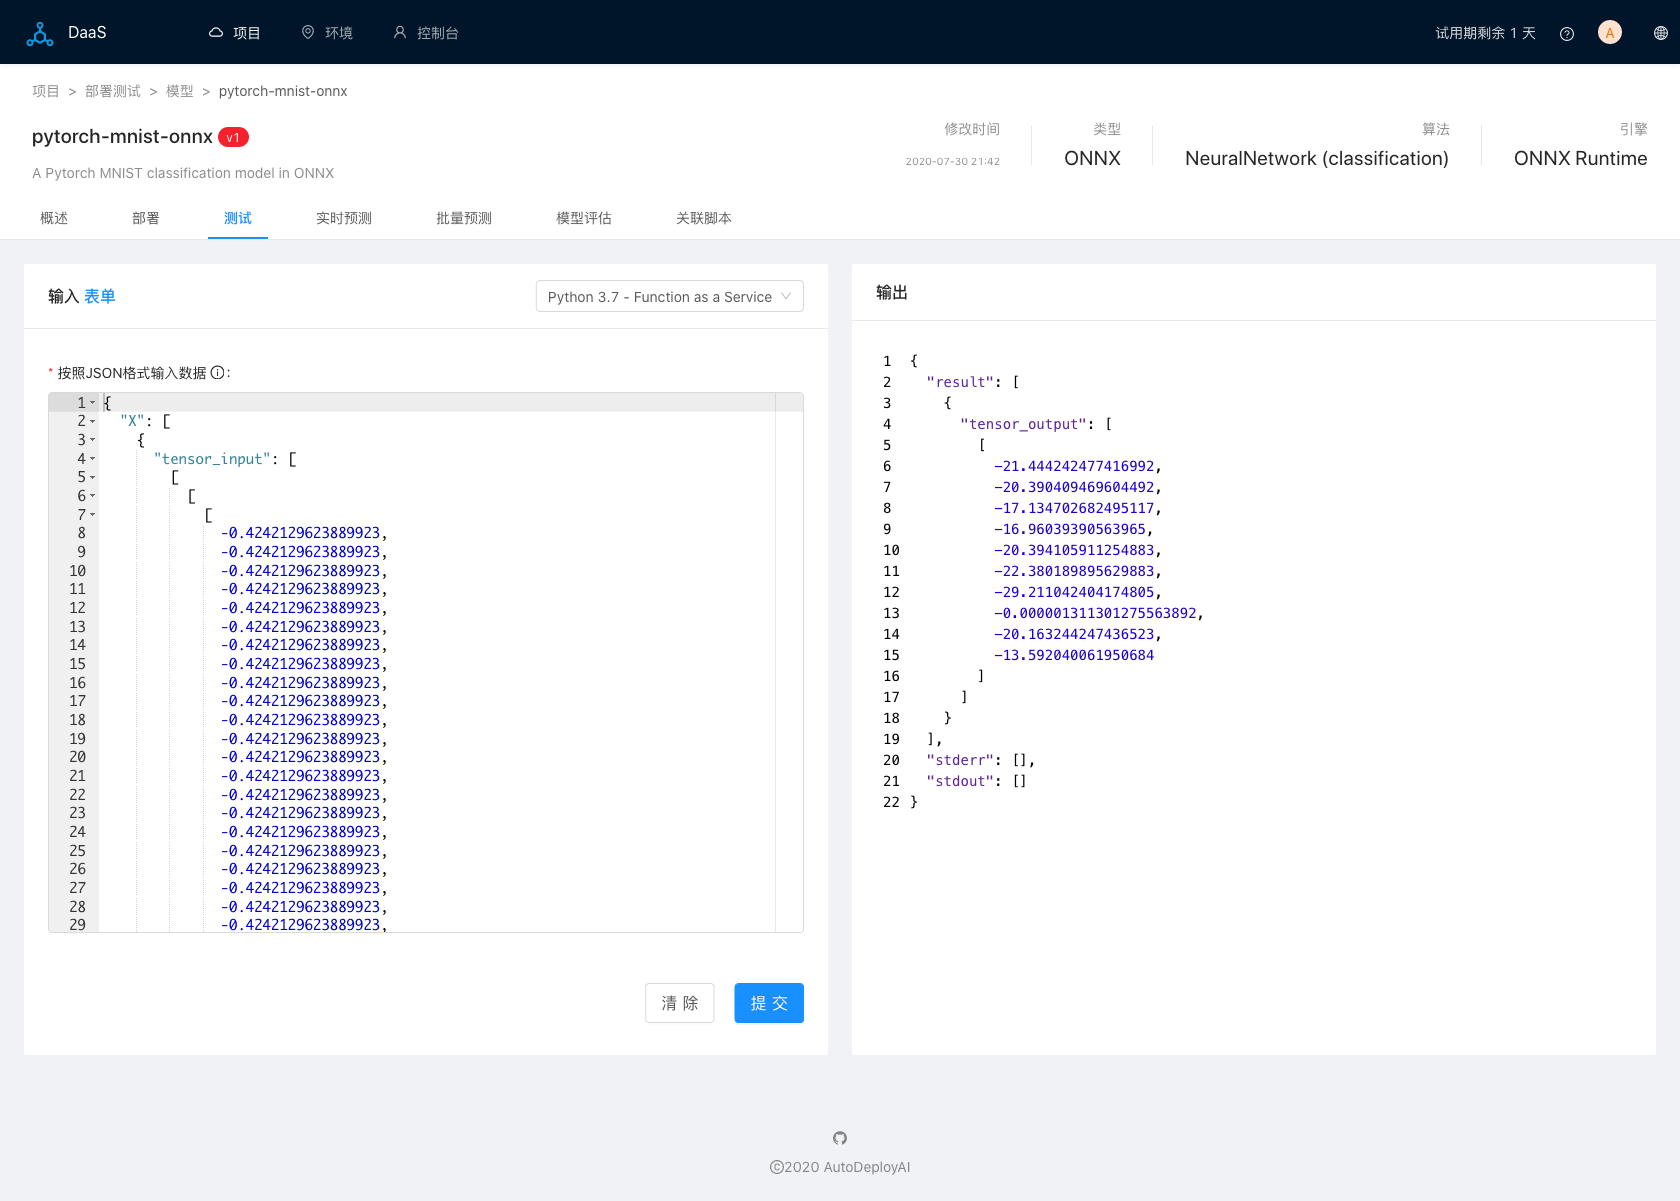 DaaS 项目 环境 控制台 试用期剩余 1 天 A
项目 > 部署测试 > 模型 > pytorch-mnist-onnx
pytorch-mnist-onnx v1
A Pytorch MNIST classification model in ONNX
修改时间 类型 算法 引擎
2020-07-30 21:42 ONNX NeuralNetwork (classification) ONNX Runtime
概述 部署 测试 实时预测 批量预测 模型评估 关联脚本
输入 表单 Python 3.7 - Function as a Service
* 按照JSON格式输入数据 :
1 {
2 "X": [
3 {
4 "tensor_input": [
5 [
6 [
7 [
8 -0.4242129623889923,
9 -0.4242129623889923,
10 -0.4242129623889923,
11 -0.4242129623889923,
12 -0.4242129623889923,
13 -0.4242129623889923,
14 -0.4242129623889923,
15 -0.4242129623889923,
16 -0.4242129623889923,
17 -0.4242129623889923,
18 -0.4242129623889923,
19 -0.4242129623889923,
20 -0.4242129623889923,
21 -0.4242129623889923,
22 -0.4242129623889923,
23 -0.4242129623889923,
24 -0.4242129623889923,
25 -0.4242129623889923,
26 -0.4242129623889923,
27 -0.4242129623889923,
28 -0.4242129623889923,
29 -0.4242129623889923,
清 除 提 交
输出
1 {
2 "result": [
3 {
4 "tensor_output": [
5 [
6 -21.444242477416992,
7 -20.390409469604492,
8 -17.134702682495117,
9 -16.96039390563965,
10 -20.394105911254883,
11 -22.380189895629883,
12 -29.211042404174805,
13 -0.000001311301275563892,
14 -20.163244247436523,
15 -13.592040061950684
16 ]
17 ]
18 }
19 ],
20 "stderr": [],
21 "stdout": []
22 }
©2020 AutoDeployAI